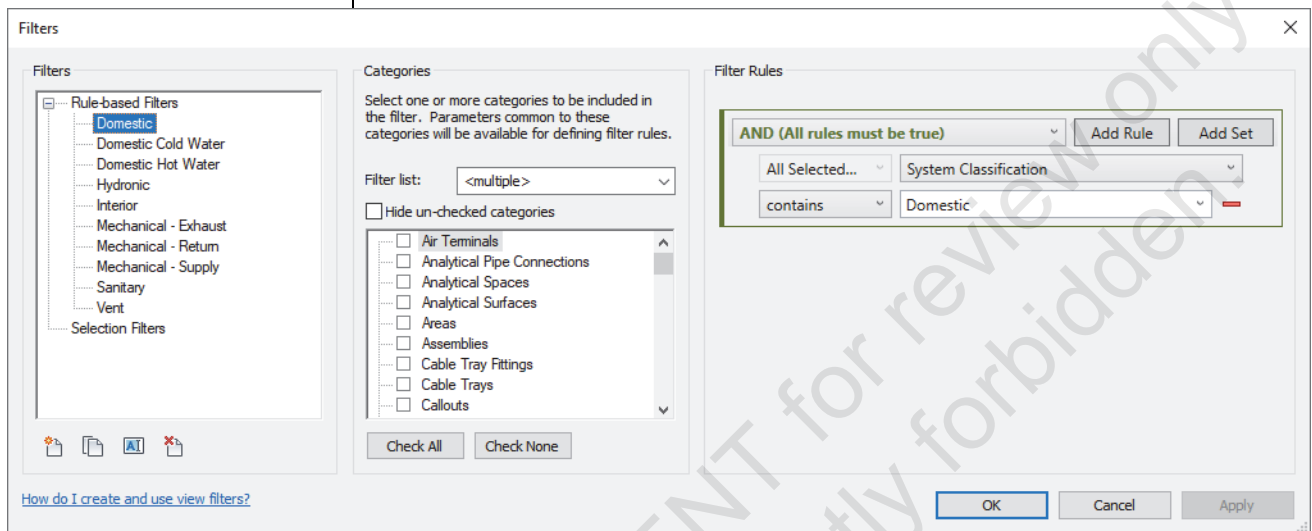 Filters
Filters
Rule-based Filters
Domestic
Domestic Cold Water
Domestic Hot Water
Hydronic
Interior
Mechanical - Exhaust
Mechanical - Return
Mechanical - Supply
Sanitary
Vent
Selection Filters
How do I create and use view filters?
Categories
Select one or more categories to be included in
the filter. Parameters common to these
categories will be available for defining filter rules.
Filter list:
<multiple>
Hide un-checked categories
Air Terminals
Analytical Pipe Connections
Analytical Spaces
Analytical Surfaces
Areas
Assemblies
Cable Tray Fittings
Cable Trays
Callouts
Check All
Check None
Filter Rules
AND (All rules must be true)
Add Rule
Add Set
All Selected...
System Classification
contains
Domestic
OK
Cancel
Apply
for review only
forbidden.